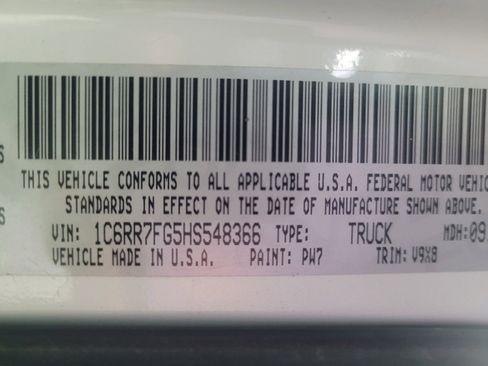 THIS VEHICLE CONFORMS TO ALL APPLICABLE U.S.A. FEDERAL MOTOR VEHIC
S
STANDARDS IN EFFECT ON THE DATE OF MANUFACTURE SHOWN ABOVE.
S
VIN: 1C6RR7FG5HS548366 TYPE: TRUCK MDH:09
VEHICLE MADE IN U.S.A. PAINT: PW7 TRIM: V9X8